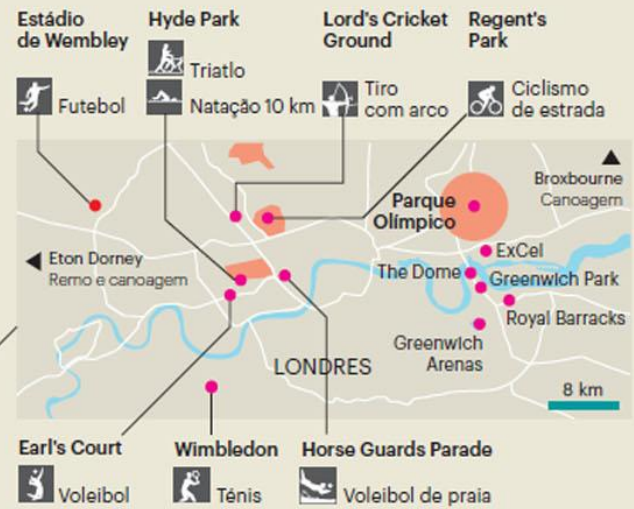 Estádio
de Wembley
Futebol
Hyde Park
Triatlo
Natação 10 km
Lord's Cricket
Ground
Tiro
com arco
Regent's
Park
Ciclismo
de estrada
Broxbourne
Canoagem
Parque
Olímpico
Eton Dorney
Remo e canoagem
ExCel
The Dome
Greenwich Park
Royal Barracks
Greenwich
Arenas
LONDRES
8 km
Earl's Court
Voleibol
Wimbledon
Ténis
Horse Guards Parade
Voleibol de praia